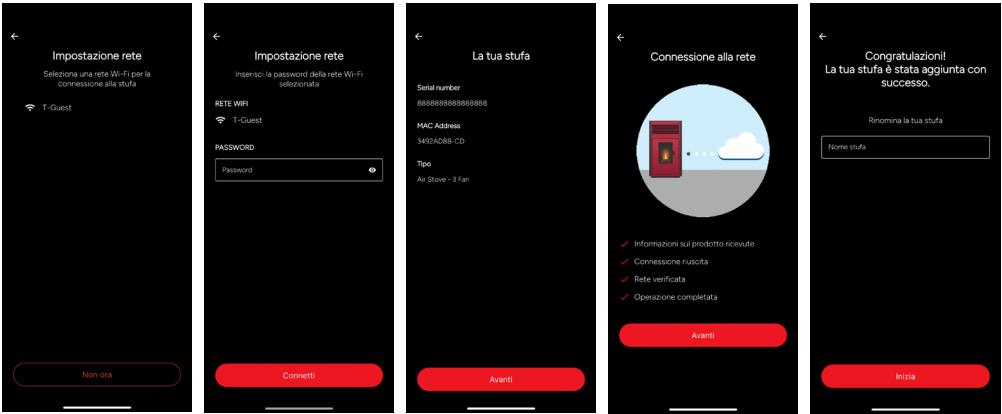 Impostazione rete
Seleziona una rete Wi-Fi per la
connessione alla stufa
T-Guest
Non ora
Impostazione rete
Inserisci la password della rete Wi-Fi
selezionata
RETE WIFI
T-Guest
PASSWORD
Password
Connetti
La tua stufa
Serial number
8888888888888888
MAC Address
3492AD8B-CD
Tipo
Air Stove - 3 Fan
Avanti
Connessione alla rete
Informazioni sul prodotto ricevute
Connessione riuscita
Rete verificata
Operazione completata
Avanti
Congratulazioni!
La tua stufa è stata aggiunta con
successo.
Rinomina la tua stufa
Nome stufa
Inizia